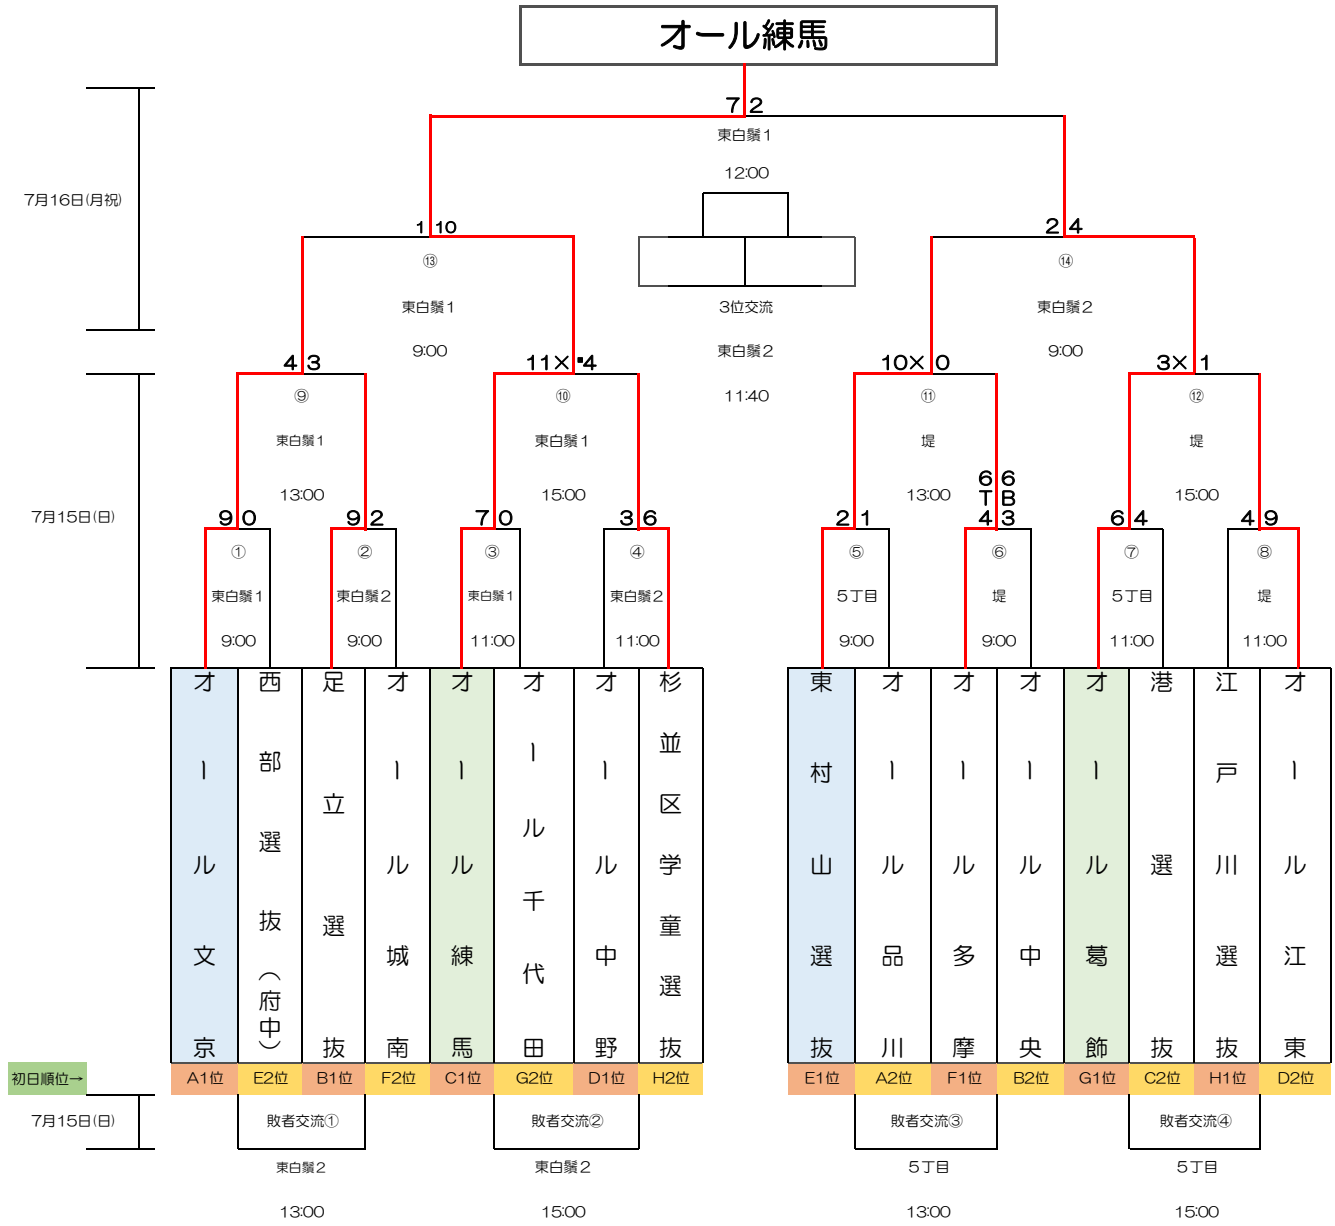 オール練馬
7 2
東白鬚1
12:00
7月16日(月祝)
1 10
2 4
⑬
⑭
東白鬚1
3位交流
東白鬚2
9:00
東白鬚2
9:00
4 3
11× 4
10× 0
3× 1
11:40
⑨
⑩
⑪
⑫
東白鬚1
東白鬚1
堤
堤
13:00
15:00
13:00
15:00
6 6
T B
7月15日(日)
9 0
9 2
7 0
3 6
2 1
4 3
6 4
4 9
①
②
③
④
⑤
⑥
⑦
⑧
東白鬚1
東白鬚2
東白鬚1
東白鬚2
5丁目
堤
5丁目
堤
9:00
9:00
11:00
11:00
9:00
9:00
11:00
11:00
オール文京
西部選抜(府中)
足立選抜
オール城南
オール練馬
オール千代田
オール中野
杉並区学童選抜
東村山選抜
オール品川
オール多摩
オール中央
オール葛飾
港選抜
江戸川選抜
オール江東
初日順位→
A1位
E2位
B1位
F2位
C1位
G2位
D1位
H2位
E1位
A2位
F1位
B2位
G1位
C2位
H1位
D2位
7月15日(日)
敗者交流①
敗者交流②
敗者交流③
敗者交流④
東白鬚2
東白鬚2
5丁目
5丁目
13:00
15:00
13:00
15:00